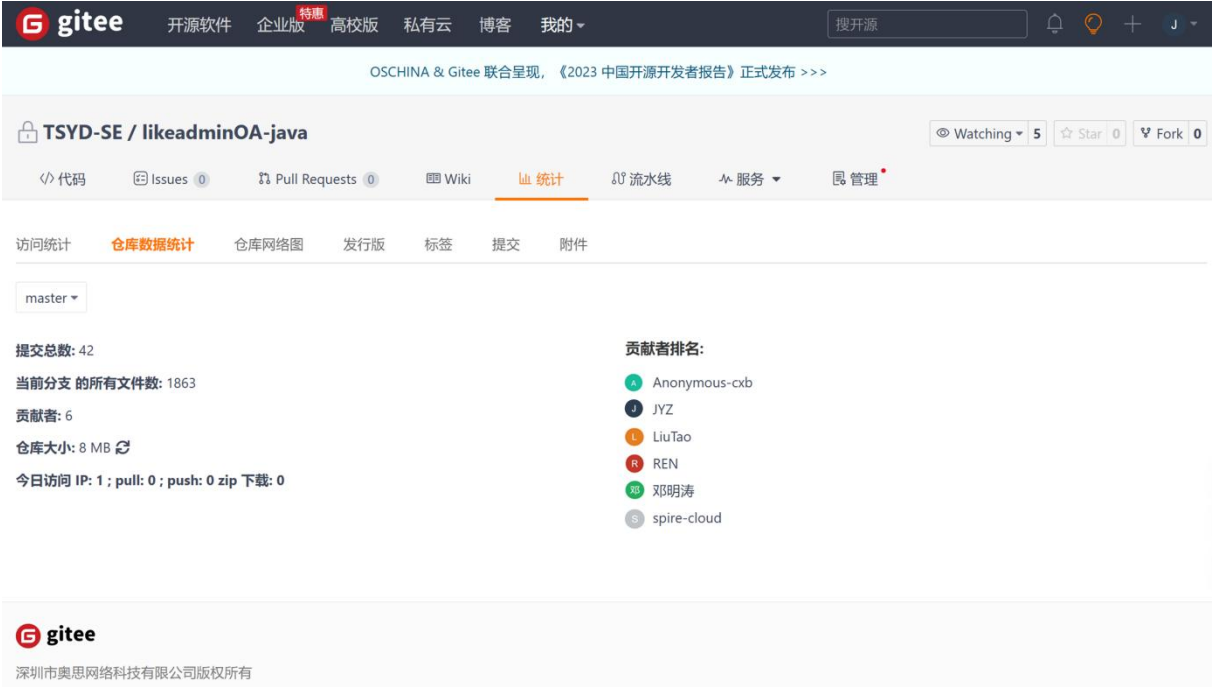 gitee 开源软件 企业版 特惠 高校版 私有云 博客 我的 搜开源 J
OSCHINA & Gitee 联合呈现，《2023 中国开源开发者报告》正式发布 >>>
TSYD-SE / likeadminOA-java Watching 5 Star 0 Fork 0
代码 Issues 0 Pull Requests 0 Wiki 统计 流水线 服务 管理
访问统计 仓库数据统计 仓库网络图 发行版 标签 提交 附件
master
提交总数: 42
当前分支 的所有文件数: 1863
贡献者: 6
仓库大小: 8 MB
今日访问 IP: 1 ; pull: 0 ; push: 0 zip 下载: 0
贡献者排名:
A Anonymous-cxb
J JYZ
L LiuTao
R REN
邓 邓明涛
S spire-cloud
gitee
深圳市奥思网络科技有限公司版权所有